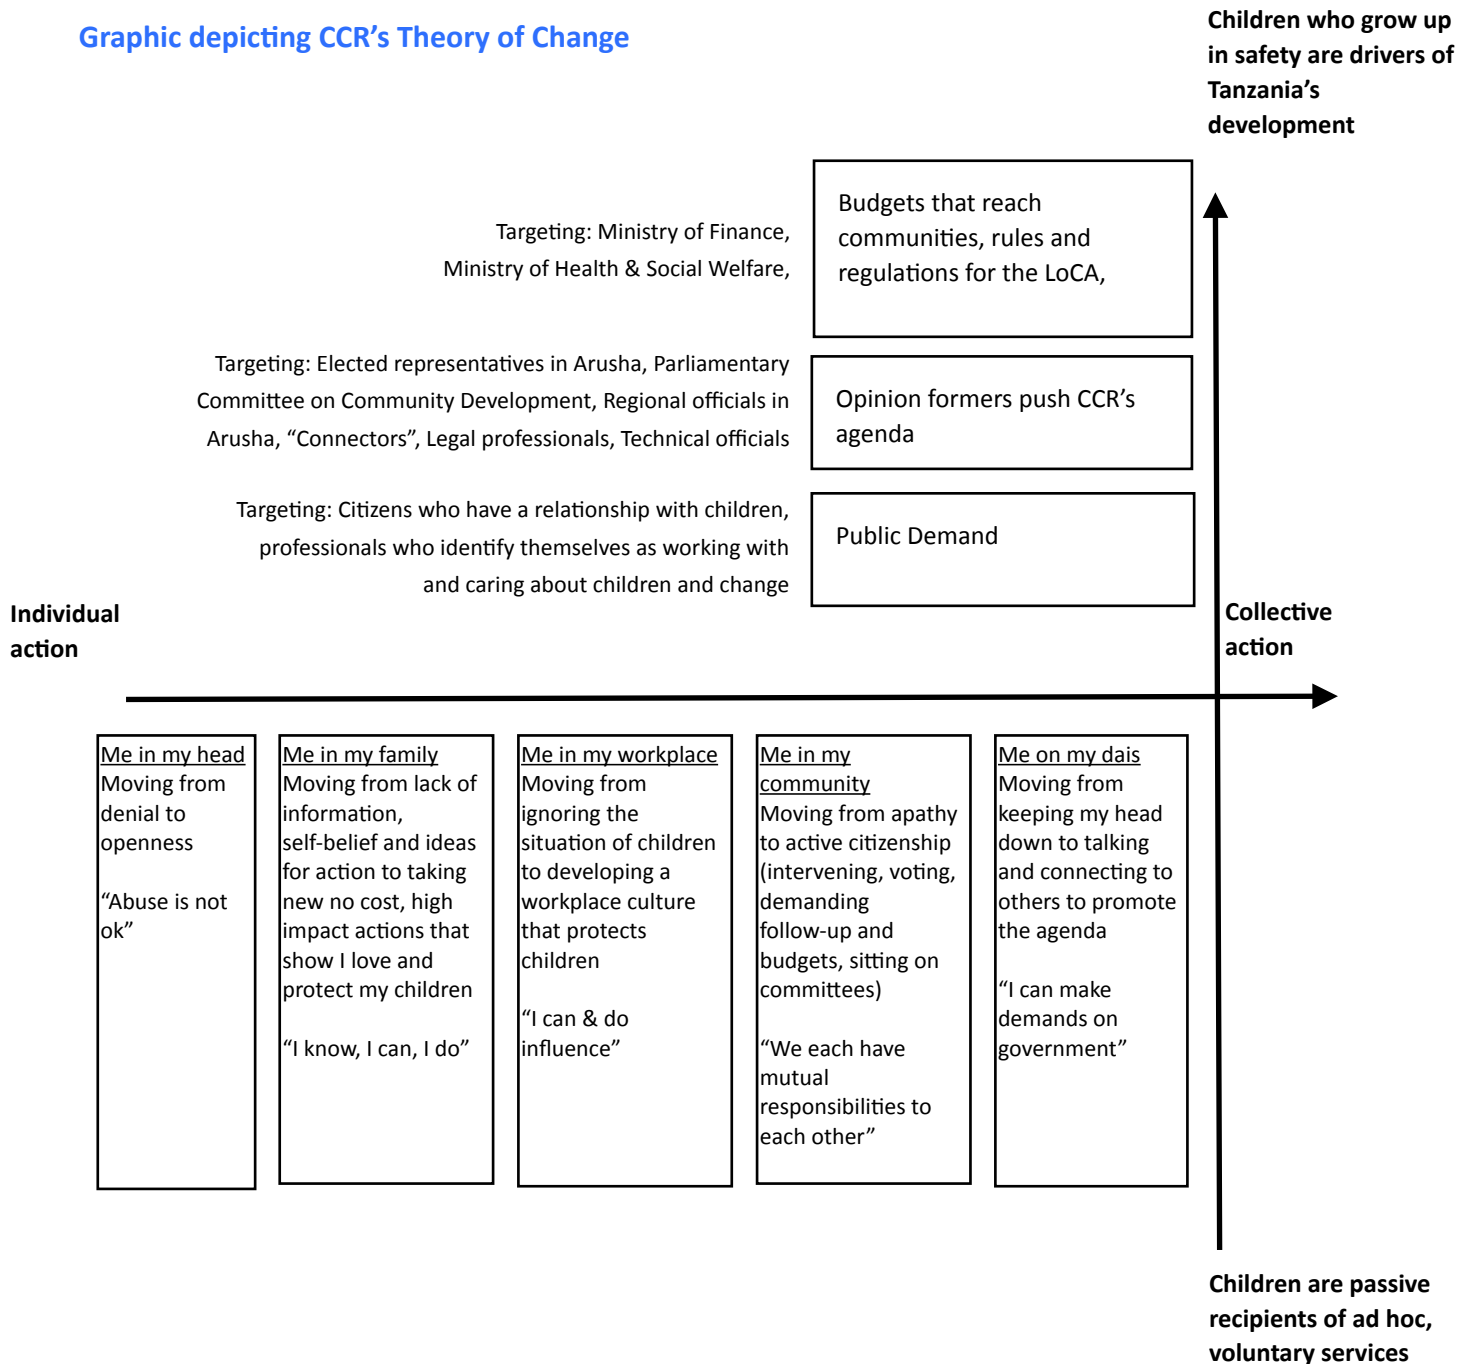 Graphic depicting CCR’s Theory of Change
Children who grow up
in safety are drivers of
Tanzania’s
development
Targeting: Ministry of Finance,
Ministry of Health & Social Welfare,
Budgets that reach
communities, rules and
regulations for the LoCA,
Targeting: Elected representatives in Arusha, Parliamentary
Committee on Community Development, Regional officials in
Arusha, “Connectors”, Legal professionals, Technical officials
Opinion formers push CCR’s
agenda
Targeting: Citizens who have a relationship with children,
professionals who identify themselves as working with
and caring about children and change
Public Demand
Individual
action
Collective
action
Me in my head
Moving from
denial to
openness
“Abuse is not
ok”
Me in my family
Moving from lack of
information,
self-belief and ideas
for action to taking
new no cost, high
impact actions that
show I love and
protect my children
“I know, I can, I do”
Me in my workplace
Moving from
ignoring the
situation of children
to developing a
workplace culture
that protects
children
“I can & do
influence”
Me in my
community
Moving from apathy
to active citizenship
(intervening, voting,
demanding
follow-up and
budgets, sitting on
committees)
“We each have
mutual
responsibilities to
each other”
Me on my dais
Moving from
keeping my head
down to talking
and connecting to
others to promote
the agenda
“I can make
demands on
government”
Children are passive
recipients of ad hoc,
voluntary services